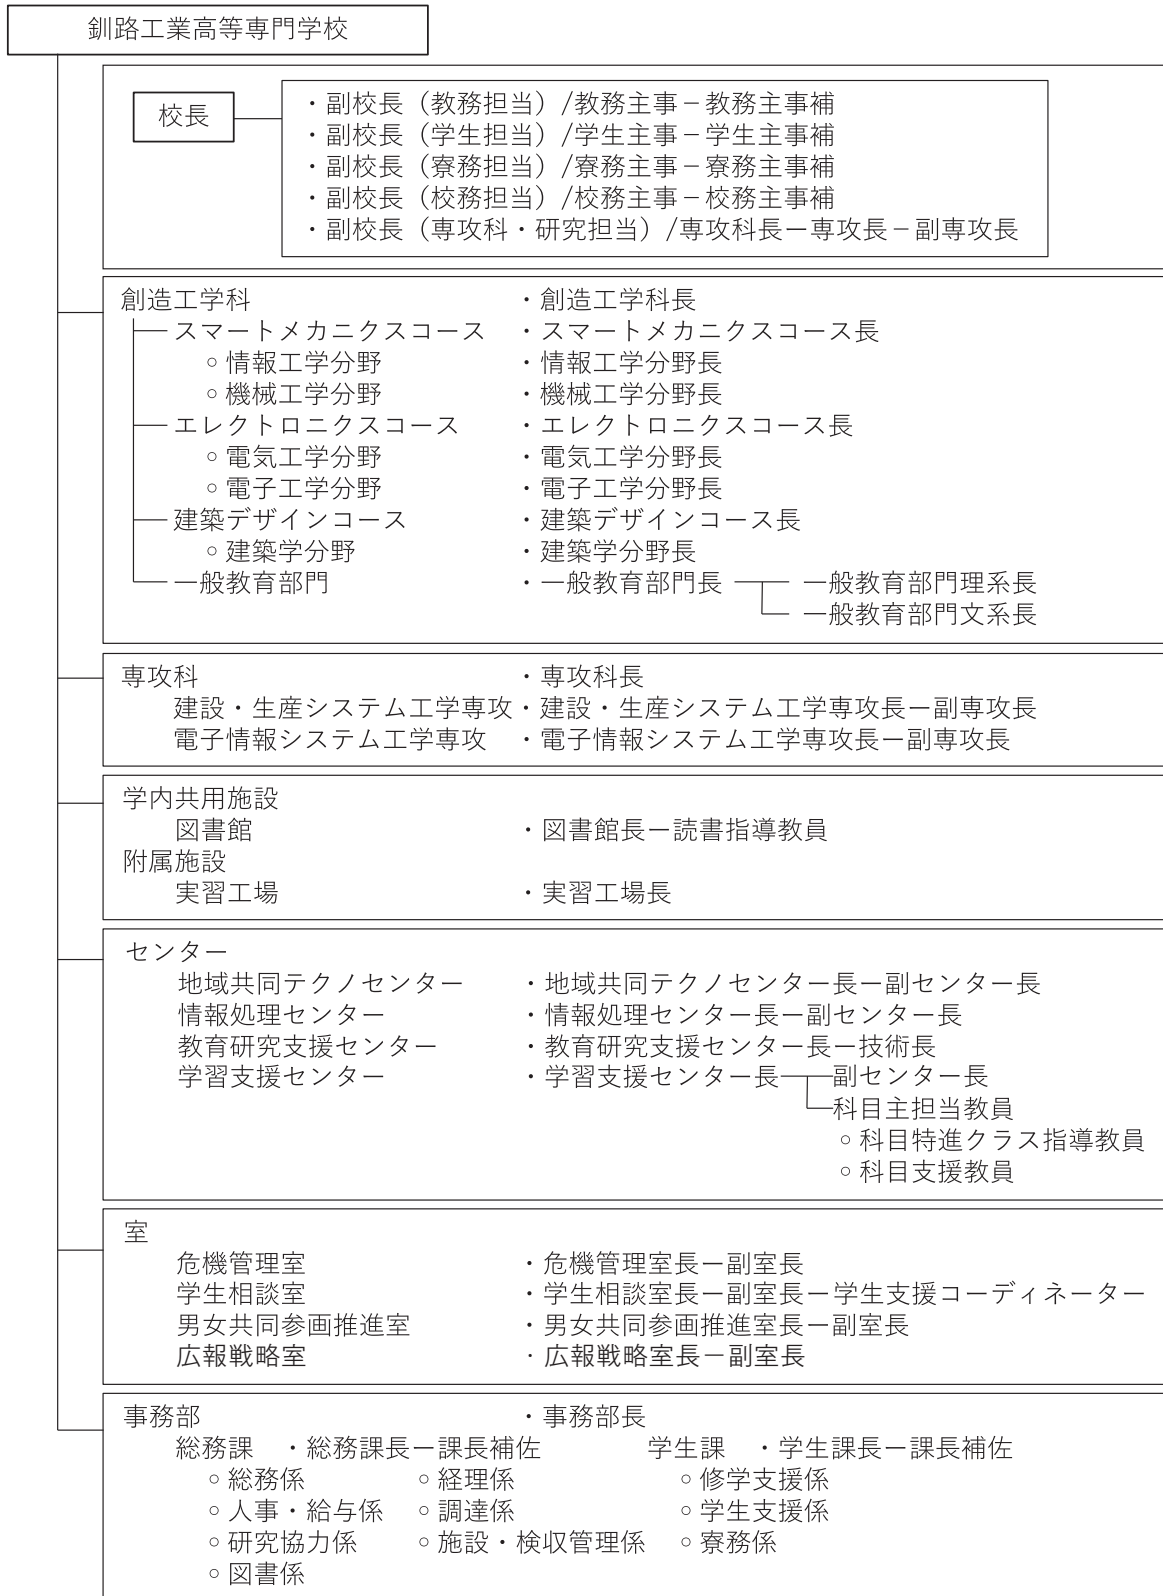 釧路工業高等専門学校
校長
・副校長（教務担当）/教務主事－教務主事補
・副校長（学生担当）/学生主事－学生主事補
・副校長（寮務担当）/寮務主事－寮務主事補
・副校長（校務担当）/校務主事－校務主事補
・副校長（専攻科・研究担当）/専攻科長ー専攻長－副専攻長
創造工学科 ・創造工学科長
スマートメカニクスコース ・スマートメカニクスコース長
○情報工学分野 ・情報工学分野長
○機械工学分野 ・機械工学分野長
エレクトロニクスコース ・エレクトロニクスコース長
○電気工学分野 ・電気工学分野長
○電子工学分野 ・電子工学分野長
建築デザインコース ・建築デザインコース長
○建築学分野 ・建築学分野長
一般教育部門 ・一般教育部門長 一般教育部門理系長
一般教育部門文系長
専攻科 ・専攻科長
建設・生産システム工学専攻 ・建設・生産システム工学専攻長ー副専攻長
電子情報システム工学専攻 ・電子情報システム工学専攻長ー副専攻長
学内共用施設
図書館 ・図書館長ー読書指導教員
附属施設
実習工場 ・実習工場長
センター
地域共同テクノセンター ・地域共同テクノセンター長ー副センター長
情報処理センター ・情報処理センター長ー副センター長
教育研究支援センター ・教育研究支援センター長ー技術長
学習支援センター ・学習支援センター長 副センター長
科目主担当教員
○科目特進クラス指導教員
○科目支援教員
室
危機管理室 ・危機管理室長ー副室長
学生相談室 ・学生相談室長ー副室長ー学生支援コーディネーター
男女共同参画推進室 ・男女共同参画推進室長ー副室長
広報戦略室 ・広報戦略室長－副室長
事務部 ・事務部長
総務課 ・総務課長ー課長補佐 学生課 ・学生課長ー課長補佐
○総務係 ○経理係 ○修学支援係
○人事・給与係 ○調達係 ○学生支援係
○研究協力係 ○施設・検収管理係 ○寮務係
○図書係